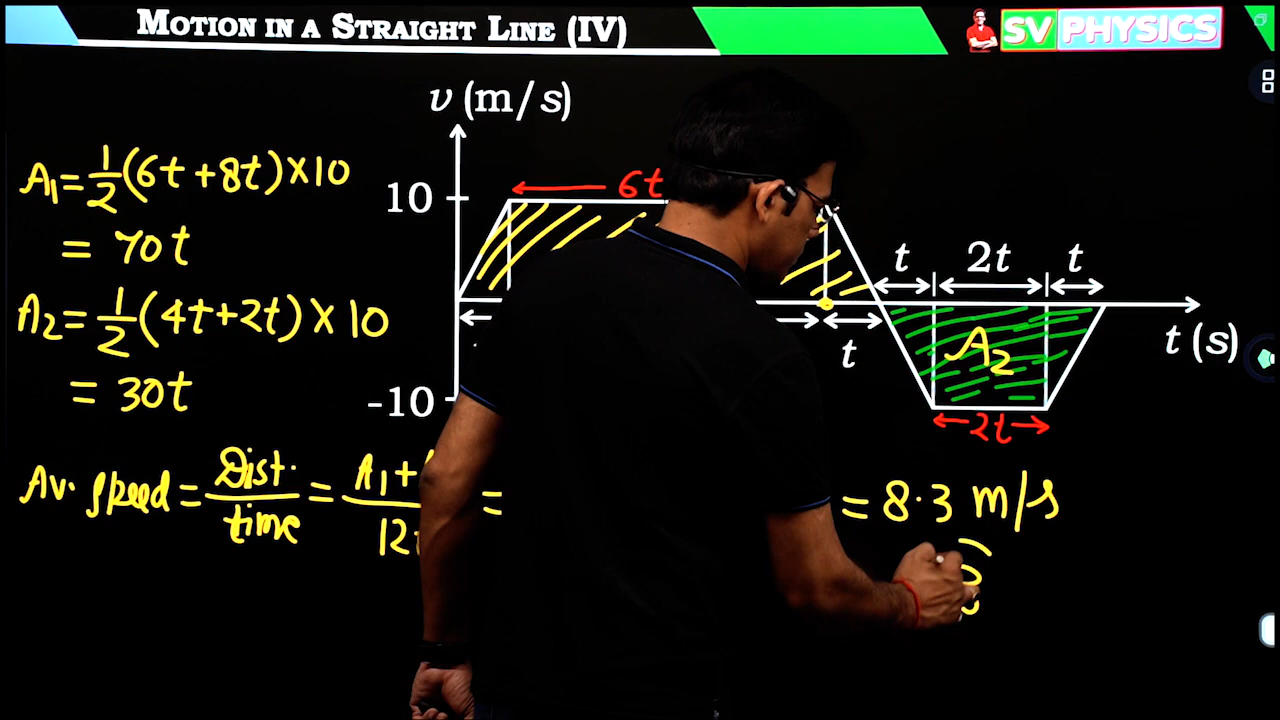 MOTION IN A STRAIGHT LINE (IV)
SV PHYSICS
v (m/s)
A₁ = 1/2 (6t + 8t) × 10
= 70t
A₂ = 1/2 (4t + 2t) × 10
= 30t
10
6t
t 2t t
t
t (s)
A₂
-10
2t
Av. speed = Dist. / time = A₁ + / 12 = = 8.3 m/s